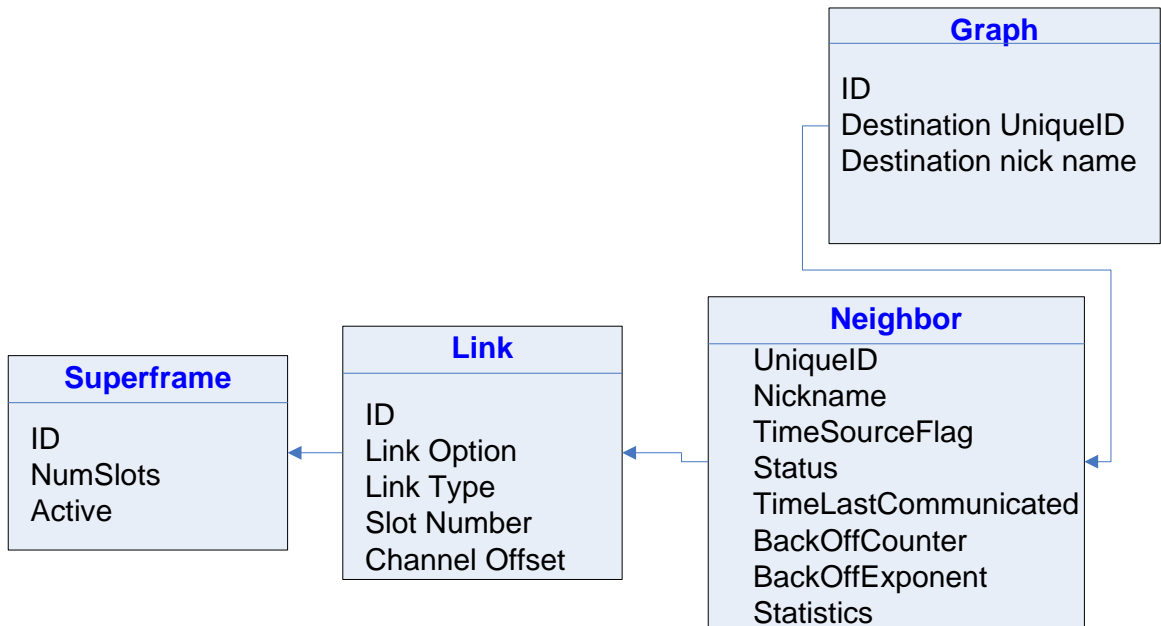 Graph
ID
Destination UniqueID
Destination nick name
Neighbor
UniqueID
Nickname
TimeSourceFlag
Status
TimeLastCommunicated
BackOffCounter
BackOffExponent
Statistics
Link
ID
Link Option
Link Type
Slot Number
Channel Offset
Superframe
ID
NumSlots
Active